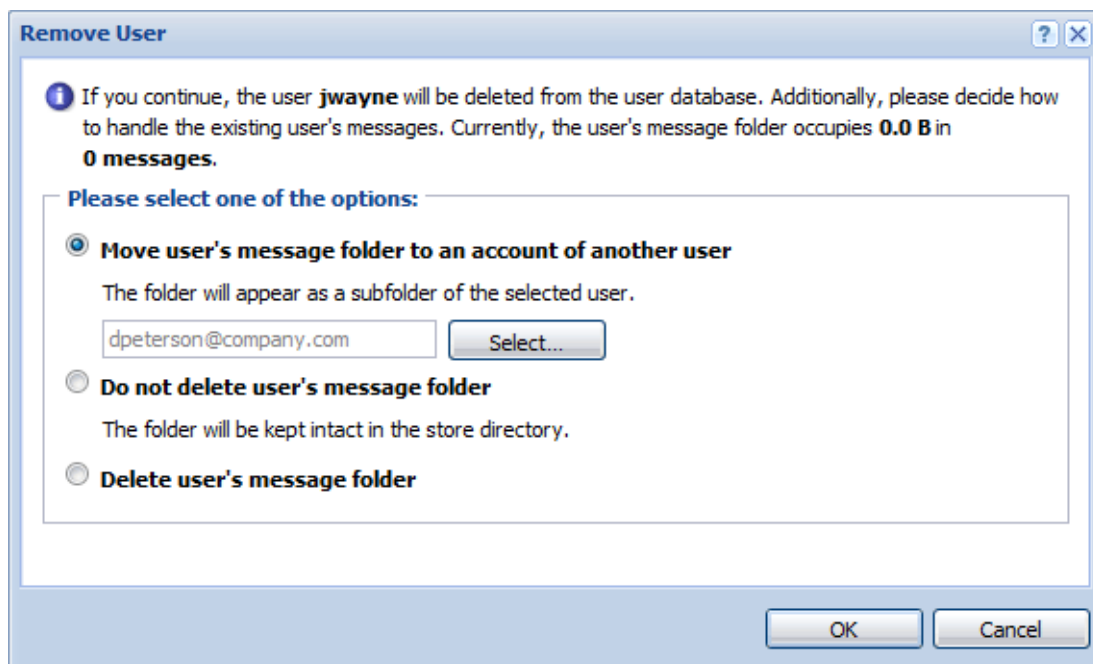 Remove User
If you continue, the user jwayne will be deleted from the user database. Additionally, please decide how
to handle the existing user's messages. Currently, the user's message folder occupies 0.0 B in
0 messages.
Please select one of the options:
Move user's message folder to an account of another user
The folder will appear as a subfolder of the selected user.
dpeterson@company.com Select...
Do not delete user's message folder
The folder will be kept intact in the store directory.
Delete user's message folder
OK Cancel